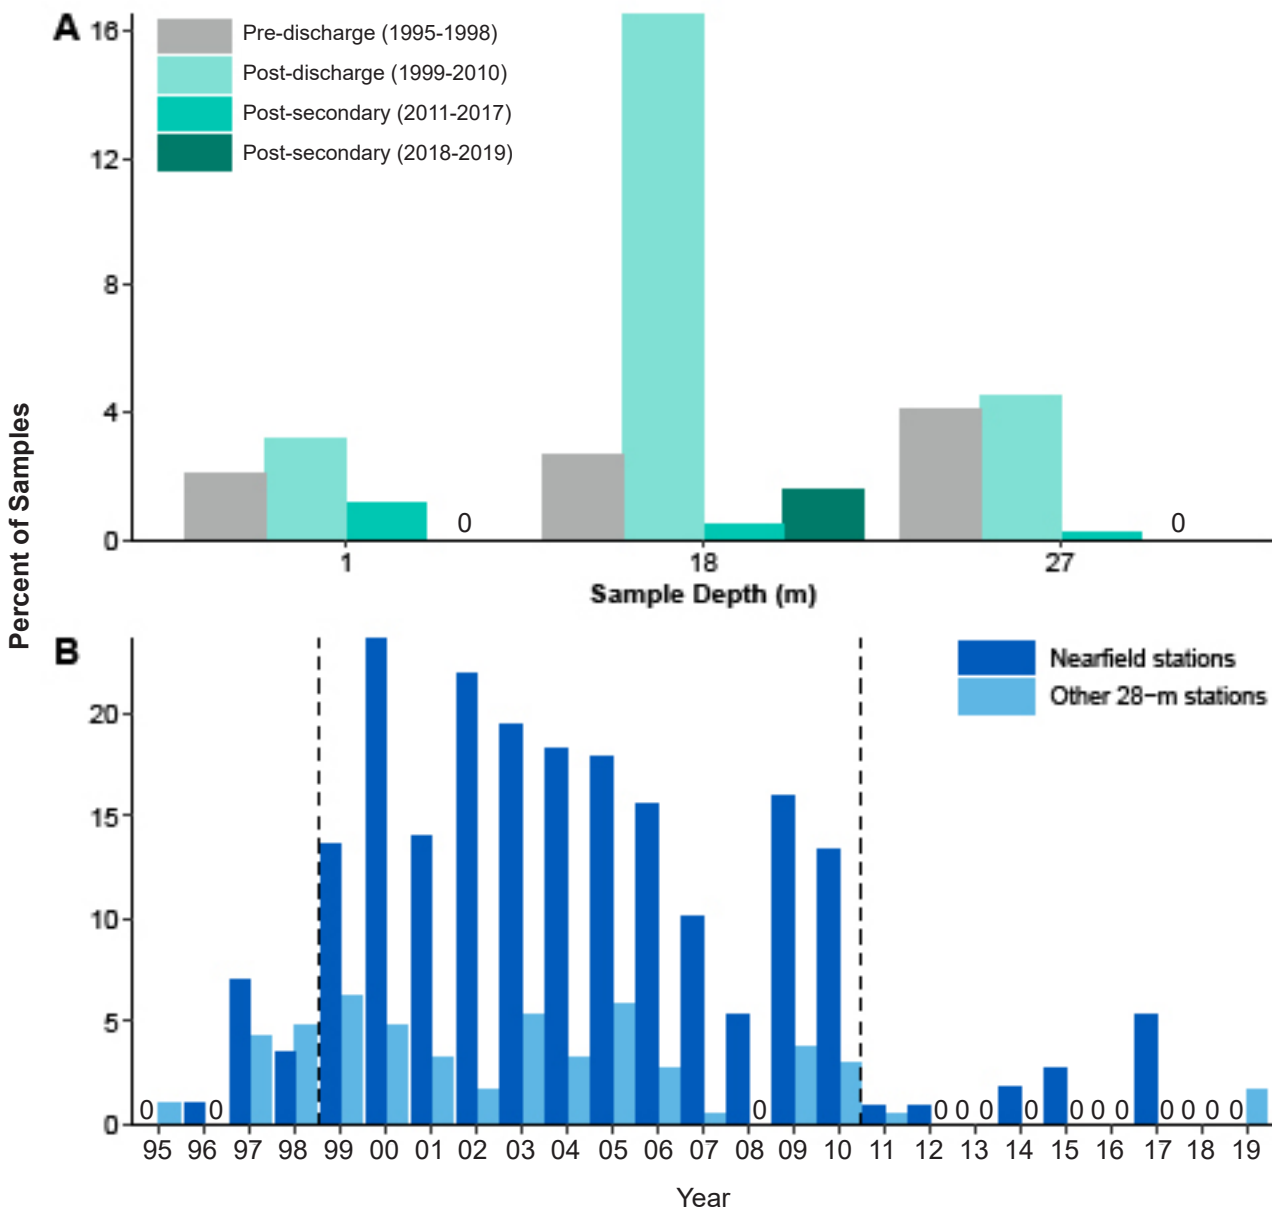 A
Pre-discharge (1995-1998)
Post-discharge (1999-2010)
Post-secondary (2011-2017)
Post-secondary (2018-2019)
16
12
8
4
0
0
0
1
18
27
Sample Depth (m)
Percent of Samples
B
Nearfield stations
Other 28-m stations
20
15
10
5
0
0 0 0 0 0 0 0 0 0 0 0 0 0 0
95 96 97 98 99 00 01 02 03 04 05 06 07 08 09 10 11 12 13 14 15 16 17 18 19
Year